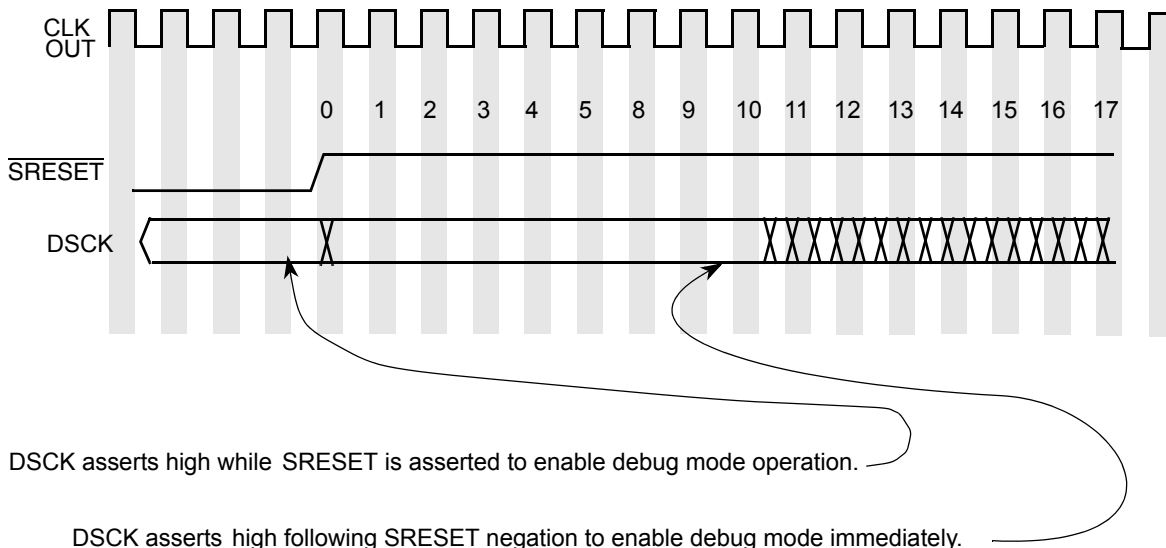 CLK
OUT
0 1 2 3 4 5 8 9 10 11 12 13 14 15 16 17
SRESET
DSCK
DSCK asserts high while SRESET is asserted to enable debug mode operation.
DSCK asserts high following SRESET negation to enable debug mode immediately.